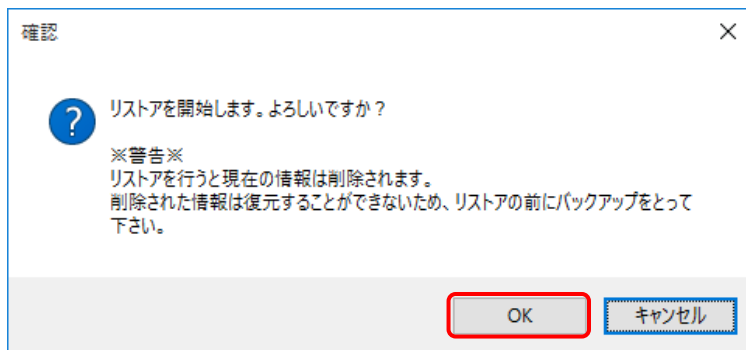 確認
リストアを開始します。よろしいですか？
※警告※
リストアを行うと現在の情報は削除されます。
削除された情報は復元することができないため、リストアの前にバックアップをとって
下さい。
OK
キャンセル